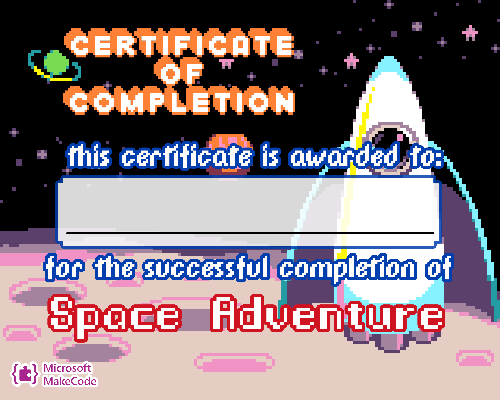 CERTIFICATE
OF
COMPLETION
this certificate is awarded to:
for the successful completion of
Space Adventure
Microsoft
MakeCode